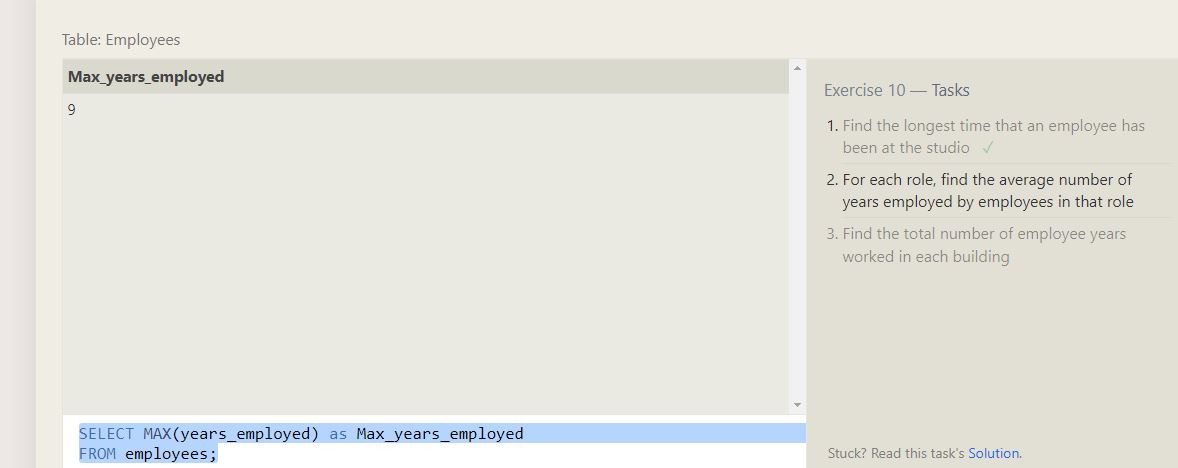 Table: Employees
Max_years_employed
9
Exercise 10 — Tasks
1. Find the longest time that an employee has
been at the studio ✓
2. For each role, find the average number of
years employed by employees in that role
3. Find the total number of employee years
worked in each building
SELECT MAX(years_employed) as Max_years_employed
FROM employees;
Stuck? Read this task's Solution.